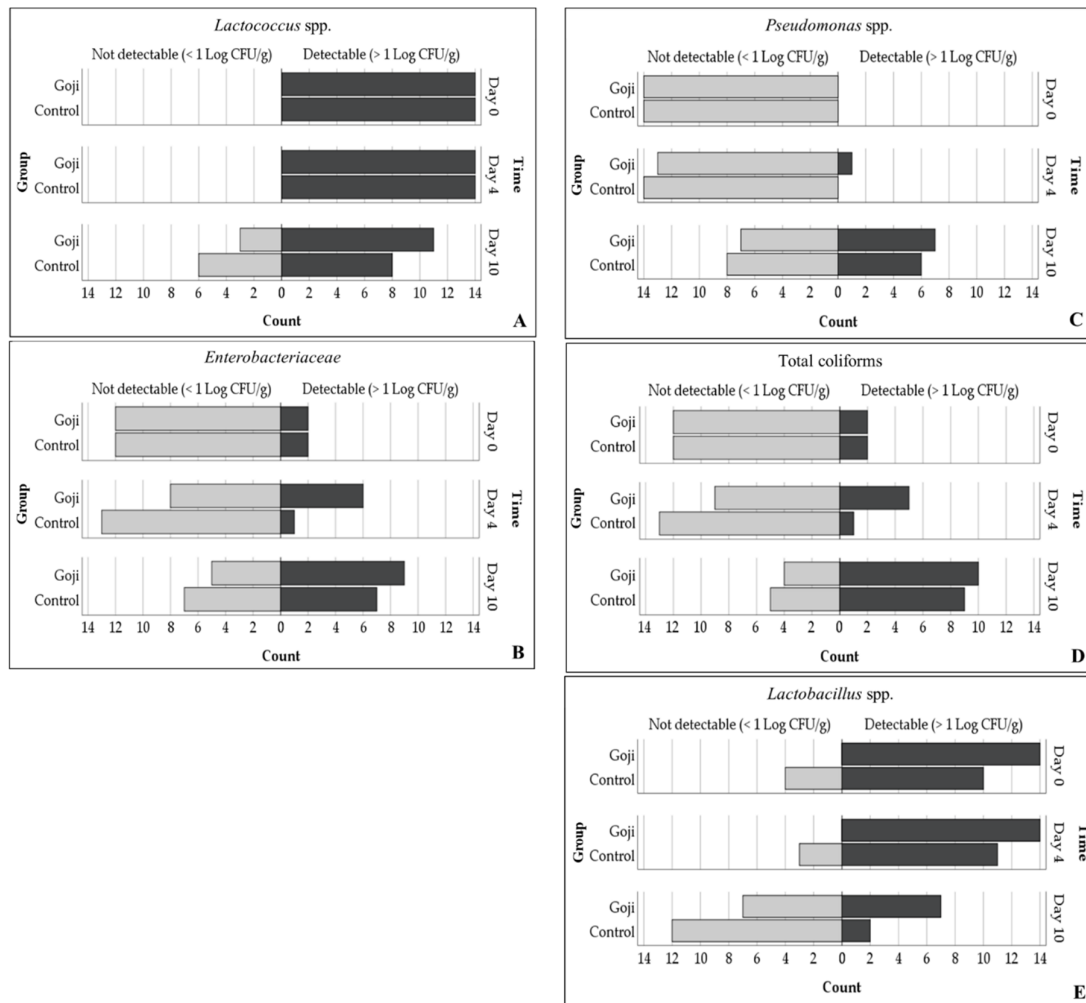 Lactococcus spp.
Not detectable (< 1 Log CFU/g) Detectable (> 1 Log CFU/g)
Goji
Control
Day 0
Goji
Control
Day 4
Goji
Control
Day 10
Group
Time
14 12 10 8 6 4 2 0 2 4 6 8 10 12 14
Count
A
Enterobacteriaceae
Not detectable (< 1 Log CFU/g) Detectable (> 1 Log CFU/g)
Goji
Control
Day 0
Goji
Control
Day 4
Goji
Control
Day 10
Group
Time
14 12 10 8 6 4 2 0 2 4 6 8 10 12 14
Count
B
Pseudomonas spp.
Not detectable (< 1 Log CFU/g) Detectable (> 1 Log CFU/g)
Goji
Control
Day 0
Goji
Control
Day 4
Goji
Control
Day 10
Group
Time
14 12 10 8 6 4 2 0 2 4 6 8 10 12 14
Count
C
Total coliforms
Not detectable (< 1 Log CFU/g) Detectable (> 1 Log CFU/g)
Goji
Control
Day 0
Goji
Control
Day 4
Goji
Control
Day 10
Group
Time
14 12 10 8 6 4 2 0 2 4 6 8 10 12 14
Count
D
Lactobacillus spp.
Not detectable (< 1 Log CFU/g) Detectable (> 1 Log CFU/g)
Goji
Control
Day 0
Goji
Control
Day 4
Goji
Control
Day 10
Group
Time
14 12 10 8 6 4 2 0 2 4 6 8 10 12 14
Count
E